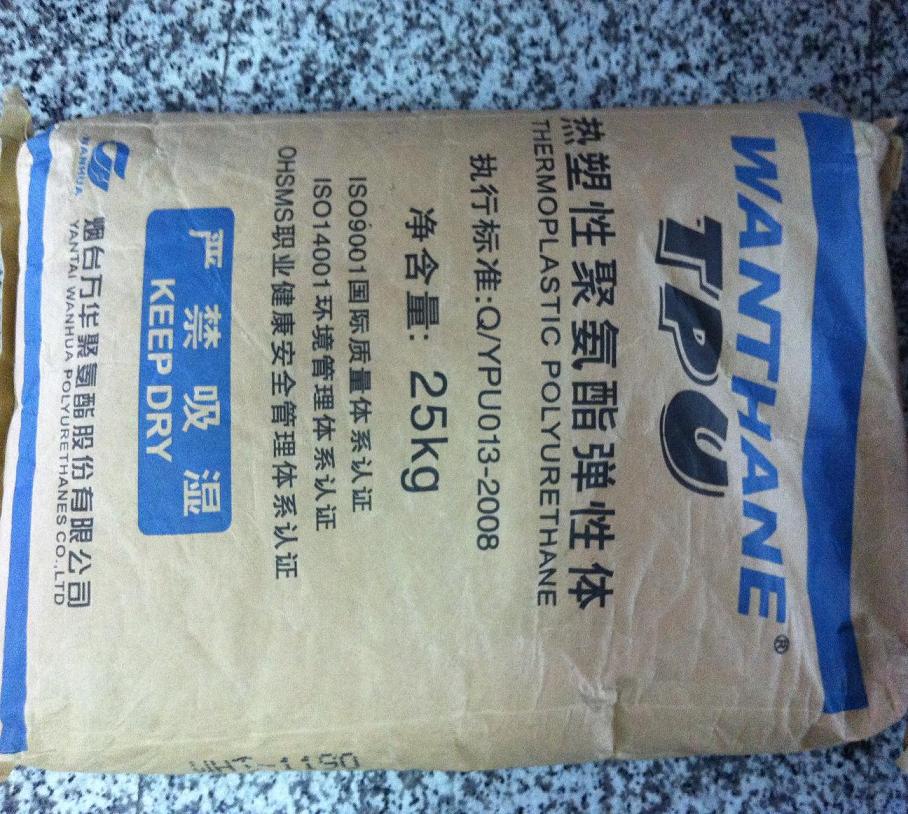 WANTHANE®
TPU
热塑性聚氨酯弹性体
THERMOPLASTIC POLYURETHANE
执行标准:Q/YPU013-2008
净含量: 25kg
ISO9001国际质量体系认证
ISO14001环境管理体系认证
OHSMS职业健康安全管理体系认证
严禁吸湿
KEEP DRY
WANHUA
烟台万华聚氨酯股份有限公司
YANTAI WANHUA POLYURETHANES CO.,LTD
WHT-1190